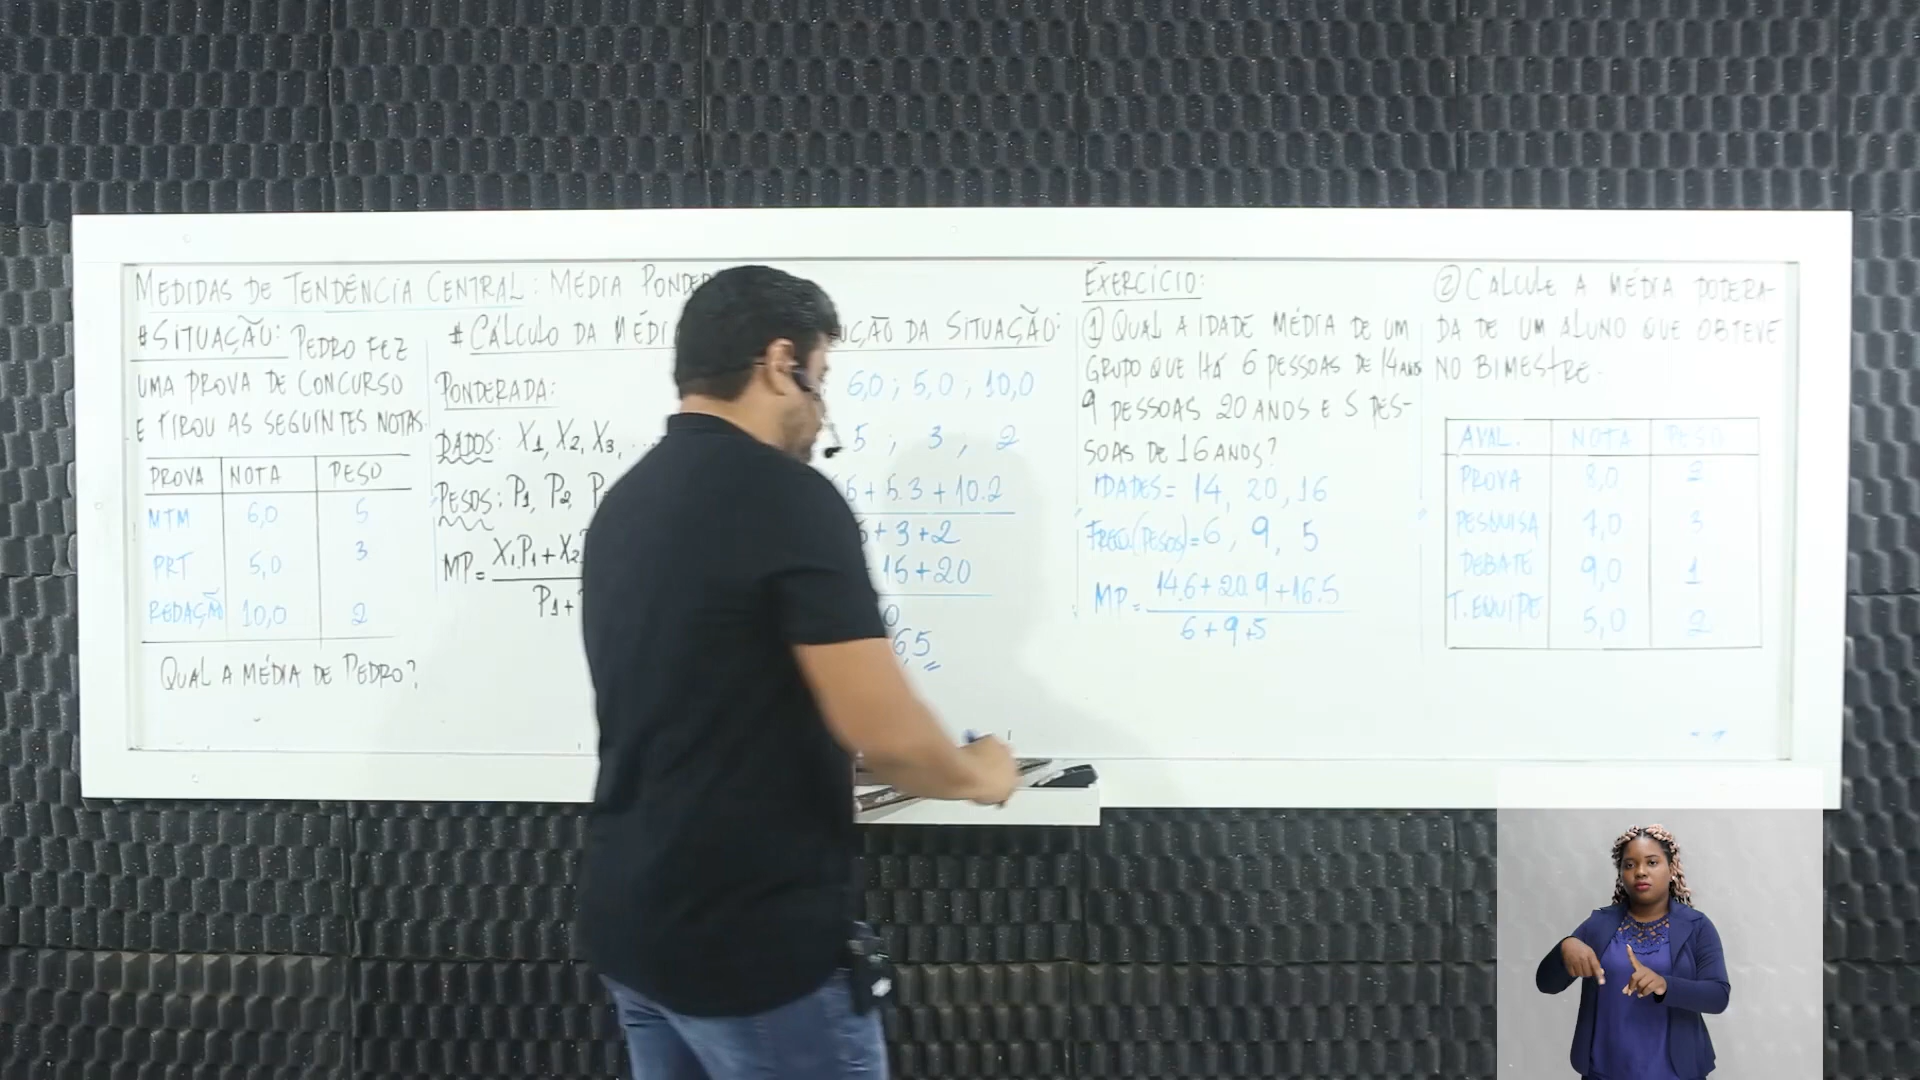 MEDIDAS DE TENDÊNCIA CENTRAL: MÉDIA PONDER
#SITUAÇÃO: PEDRO FEZ
UMA PROVA DE CONCURSO
E TIROU AS SEGUINTES NOTAS.
PROVA NOTA PESO
MTM 6,0 5
PRT 5,0 3
REDAÇÃO 10,0 2
QUAL A MÉDIA DE PEDRO?
# CÁLCULO DA MÉDI
PONDERADA:
DADOS: X1, X2, X3, ...
PESOS: P1, P2, P
MP= X1.P1+X2
P1+
UÇÃO DA SITUAÇÃO:
6,0 ; 5,0 ; 10,0
5 ; 3 , 2
5+5.3+10.2
5+3+2
15+20
0
6,5
EXERCÍCIO:
① QUAL A IDADE MÉDIA DE UM
GRUPO QUE HÁ 6 PESSOAS DE 14 ANOS
9 PESSOAS 20 ANOS E 5 PES-
SOAS DE 16 ANOS?
IDADES= 14, 20, 16
FREQ.(PESOS)=6, 9, 5
MP= 14.6+20.9+16.5
6+9+5
② CALCULE A MÉDIA PODERA-
DA DE UM ALUNO QUE OBTEVE
NO BIMESTRE.
AVAL. NOTA PESO
PROVA 8,0 2
PESQUISA 7,0 3
DEBATE 9,0 1
T.EQUIPE 5,0 2